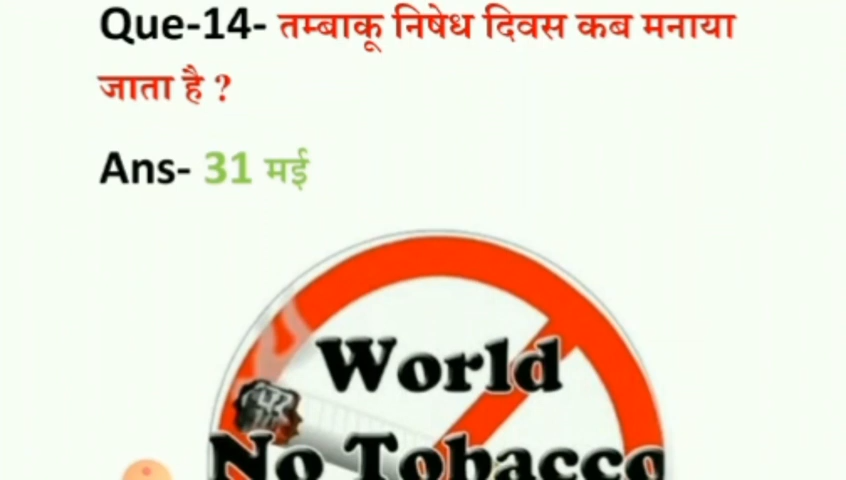 Que-14- तम्बाकू निषेध दिवस कब मनाया
जाता है ?
Ans- 31 मई
World
No Tobacco